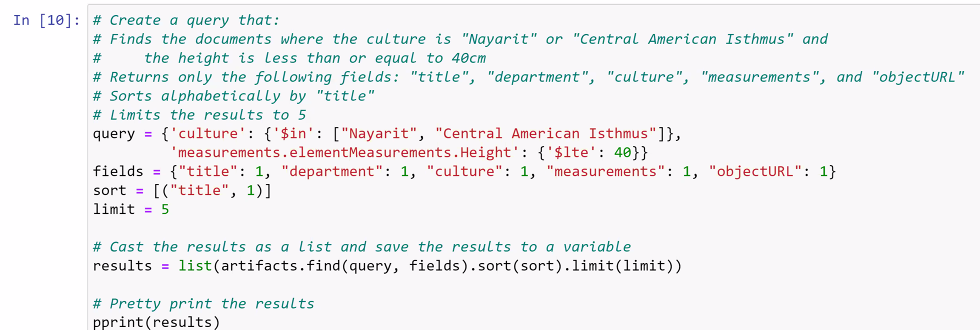 In [10]: # Create a query that:
# Finds the documents where the culture is "Nayarit" or "Central American Isthmus" and
#     the height is less than or equal to 40cm
# Returns only the following fields: "title", "department", "culture", "measurements", and "objectURL"
# Sorts alphabetically by "title"
# Limits the results to 5
query = {'culture': {'$in': ["Nayarit", "Central American Isthmus"]},
         'measurements.elementMeasurements.Height': {'$lte': 40}}
fields = {"title": 1, "department": 1, "culture": 1, "measurements": 1, "objectURL": 1}
sort = [("title", 1)]
limit = 5

# Cast the results as a list and save the results to a variable
results = list(artifacts.find(query, fields).sort(sort).limit(limit))

# Pretty print the results
pprint(results)